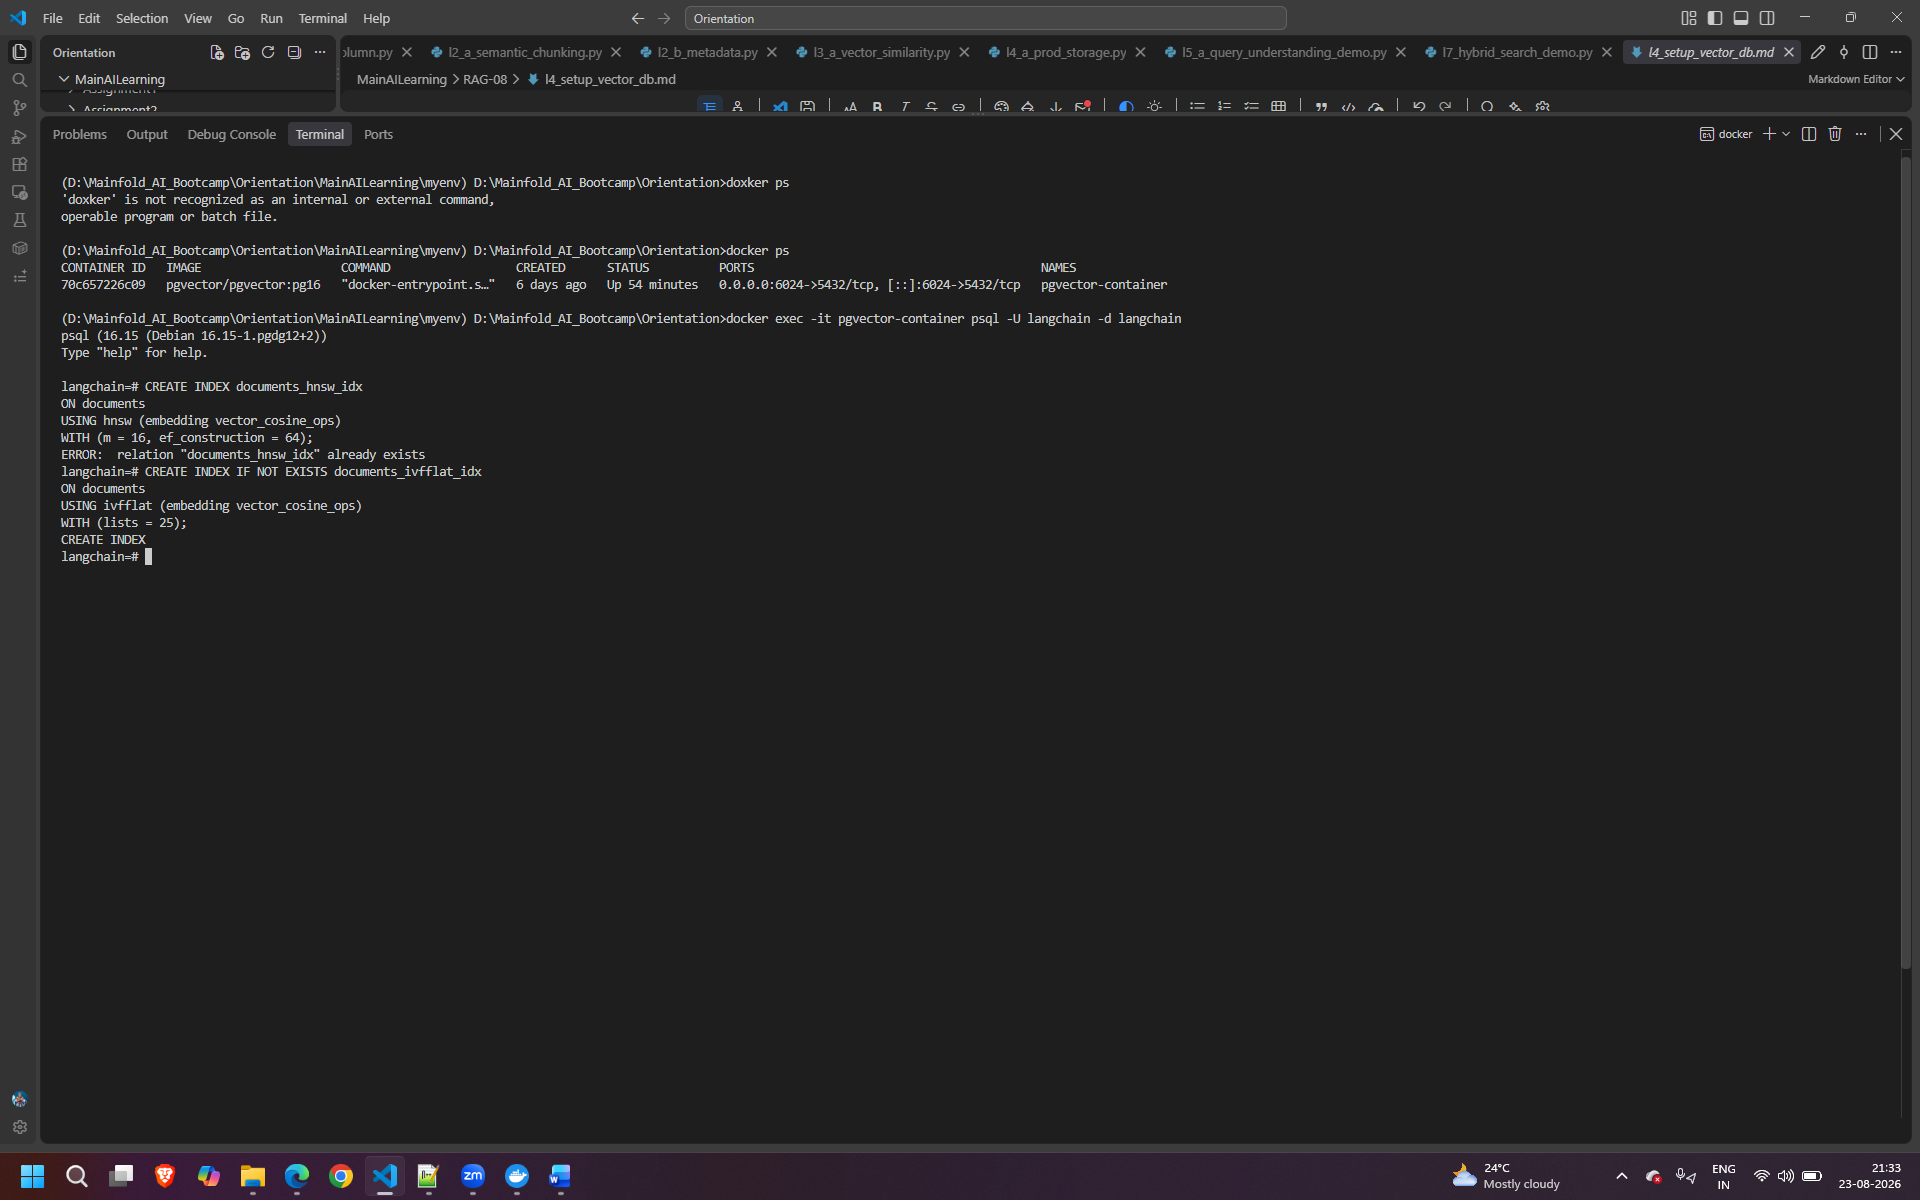 File Edit Selection View Go Run Terminal Help
Orientation
Orientation
l2_a_semantic_chunking.py l2_b_metadata.py l3_a_vector_similarity.py l4_a_prod_storage.py l5_a_query_understanding_demo.py l7_hybrid_search_demo.py l4_setup_vector_db.md
MainAILearning
MainAILearning > RAG-08 > l4_setup_vector_db.md
Markdown Editor
Assignment2
Problems Output Debug Console Terminal Ports
docker
(D:\Mainfold_AI_Bootcamp\Orientation\MainAILearning\myenv) D:\Mainfold_AI_Bootcamp\Orientation>doxker ps
'doxker' is not recognized as an internal or external command,
operable program or batch file.
(D:\Mainfold_AI_Bootcamp\Orientation\MainAILearning\myenv) D:\Mainfold_AI_Bootcamp\Orientation>docker ps
CONTAINER ID IMAGE COMMAND CREATED STATUS PORTS NAMES
70c657226c09 pgvector/pgvector:pg16 "docker-entrypoint.s…" 6 days ago Up 54 minutes 0.0.0.0:6024->5432/tcp, [::]:6024->5432/tcp pgvector-container
(D:\Mainfold_AI_Bootcamp\Orientation\MainAILearning\myenv) D:\Mainfold_AI_Bootcamp\Orientation>docker exec -it pgvector-container psql -U langchain -d langchain
psql (16.15 (Debian 16.15-1.pgdg12+2))
Type "help" for help.
langchain=# CREATE INDEX documents_hnsw_idx
ON documents
USING hnsw (embedding vector_cosine_ops)
WITH (m = 16, ef_construction = 64);
ERROR:  relation "documents_hnsw_idx" already exists
langchain=# CREATE INDEX IF NOT EXISTS documents_ivfflat_idx
ON documents
USING ivfflat (embedding vector_cosine_ops)
WITH (lists = 25);
CREATE INDEX
langchain=#
24°C
Mostly cloudy
ENG
IN
21:33
23-08-2026